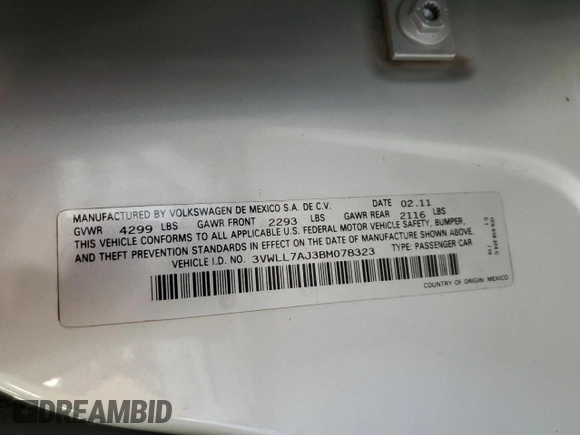 MANUFACTURED BY VOLKSWAGEN DE MEXICO S.A. DE C.V. DATE 02.11
GVWR 4299 LBS GAWR FRONT 2293 LBS GAWR REAR 2116 LBS
THIS VEHICLE CONFORMS TO ALL APPLICABLE U.S. FEDERAL MOTOR VEHICLE SAFETY, BUMPER,
AND THEFT PREVENTION STANDARDS IN EFFECT ON THE DATE OF MANUFACTURE SHOWN ABOVE.
VEHICLE I.D. NO. 3VWLL7AJ3BM078323 TYPE: PASSENGER CAR
COUNTRY OF ORIGIN: MEXICO
DREAMBID